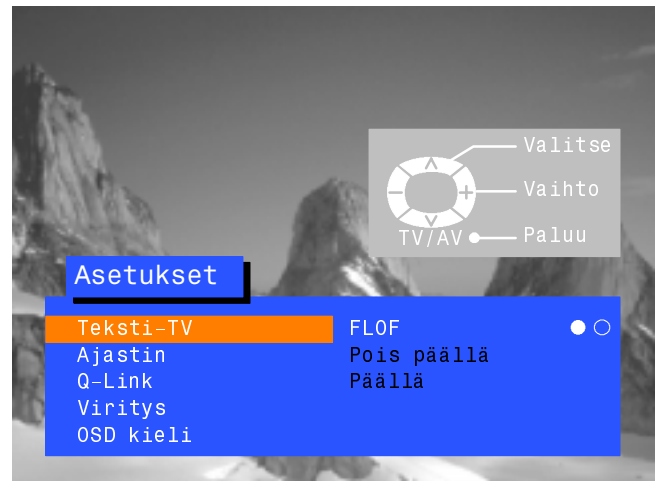 Valitse
Vaihto
TV/AV Paluu
Asetukset
Teksti-TV FLOF
Ajastin Pois päällä
Q-Link Päällä
Viritys
OSD kieli